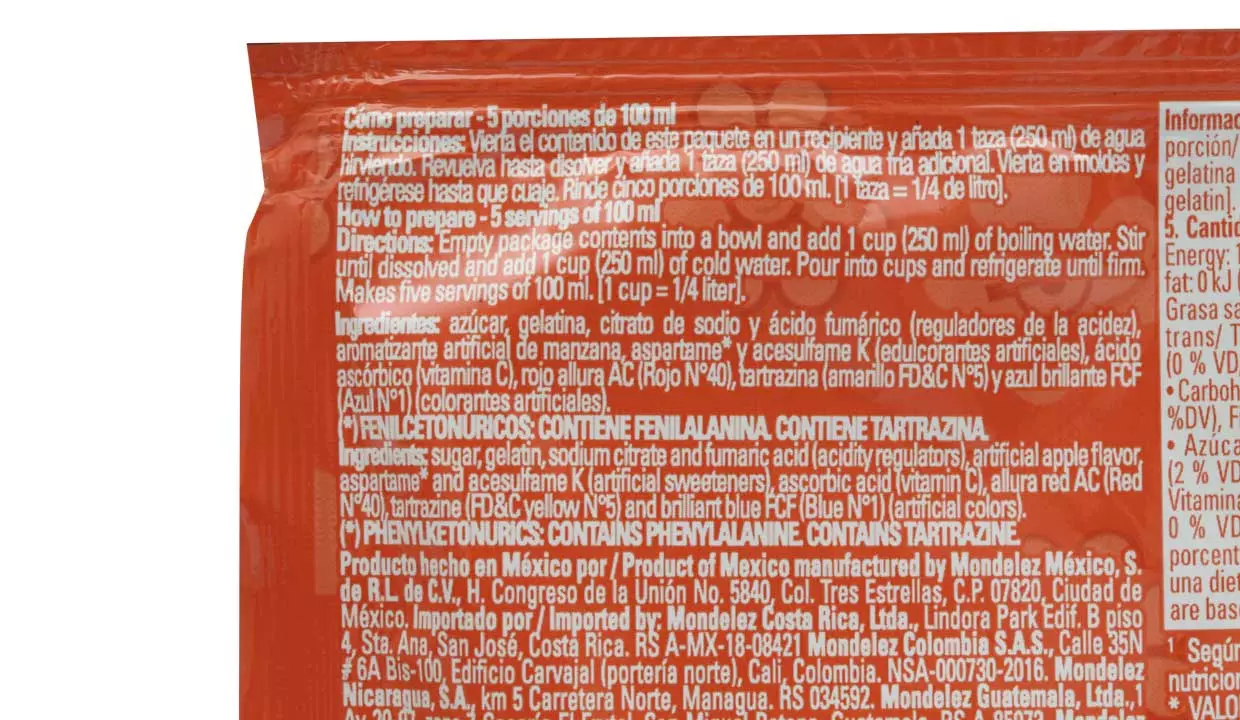 Cómo preparar - 5 porciones de 100 ml
Instrucciones: Vierta el contenido de este paquete en un recipiente y añada 1 taza (250 ml) de agua
hirviendo. Revuelva hasta disolver y añada 1 taza (250 ml) de agua fría adicional. Vierta en moldes y
refrigérese hasta que cuaje. Rinde cinco porciones de 100 ml. [1 taza = 1/4 de litro].
How to prepare - 5 servings of 100 ml
Directions: Empty package contents into a bowl and add 1 cup (250 ml) of boiling water. Stir
until dissolved and add 1 cup (250 ml) of cold water. Pour into cups and refrigerate until firm.
Makes five servings of 100 ml. [1 cup = 1/4 liter].
Ingredientes: azúcar, gelatina, citrato de sodio y ácido fumárico (reguladores de la acidez),
aromatizante artificial de manzana, aspartame* y acesulfame K (edulcorantes artificiales), ácido
ascórbico (vitamina C), rojo allura AC (Rojo N°40), tartrazina (amarillo FD&C N°5) y azul brillante FCF
(Azul N°1) (colorantes artificiales).
(*) FENILCETONURICOS: CONTIENE FENILALANINA. CONTIENE TARTRAZINA.
Ingredients: sugar, gelatin, sodium citrate and fumaric acid (acidity regulators), artificial apple flavor,
aspartame* and acesulfame K (artificial sweeteners), ascorbic acid (vitamin C), allura red AC (Red
N°40), tartrazine (FD&C yellow N°5) and brilliant blue FCF (Blue N°1) (artificial colors).
(*) PHENYLKETONURICS: CONTAINS PHENYLALANINE. CONTAINS TARTRAZINE.
Producto hecho en México por / Product of Mexico manufactured by Mondelez México, S.
de R.L. de C.V., H. Congreso de la Unión No. 5840, Col. Tres Estrellas, C.P. 07820, Ciudad de
México. Importado por / Imported by: Mondelez Costa Rica, Ltda., Lindora Park Edif. B piso
4, Sta. Ana, San José, Costa Rica. RS A-MX-18-08421 Mondelez Colombia S.A.S., Calle 35N
# 6A Bis-100, Edificio Carvajal (portería norte), Cali, Colombia. NSA-000730-2016. Mondelez
Nicaragua, S.A., km 5 Carretera Norte, Managua. RS 034592. Mondelez Guatemala, Ltda., 1
Informac
porción/
gelatina
gelatin].
5. Cantid
Energy: 1
fat: 0 kJ (
Grasa sa
trans/ T
(0 % VD
• Carboh
%DV), F
• Azúca
(2 % VD
Vitamina
0 % VD
porcent
una diet
are base
¹ Segúr
nutricion
* VALO